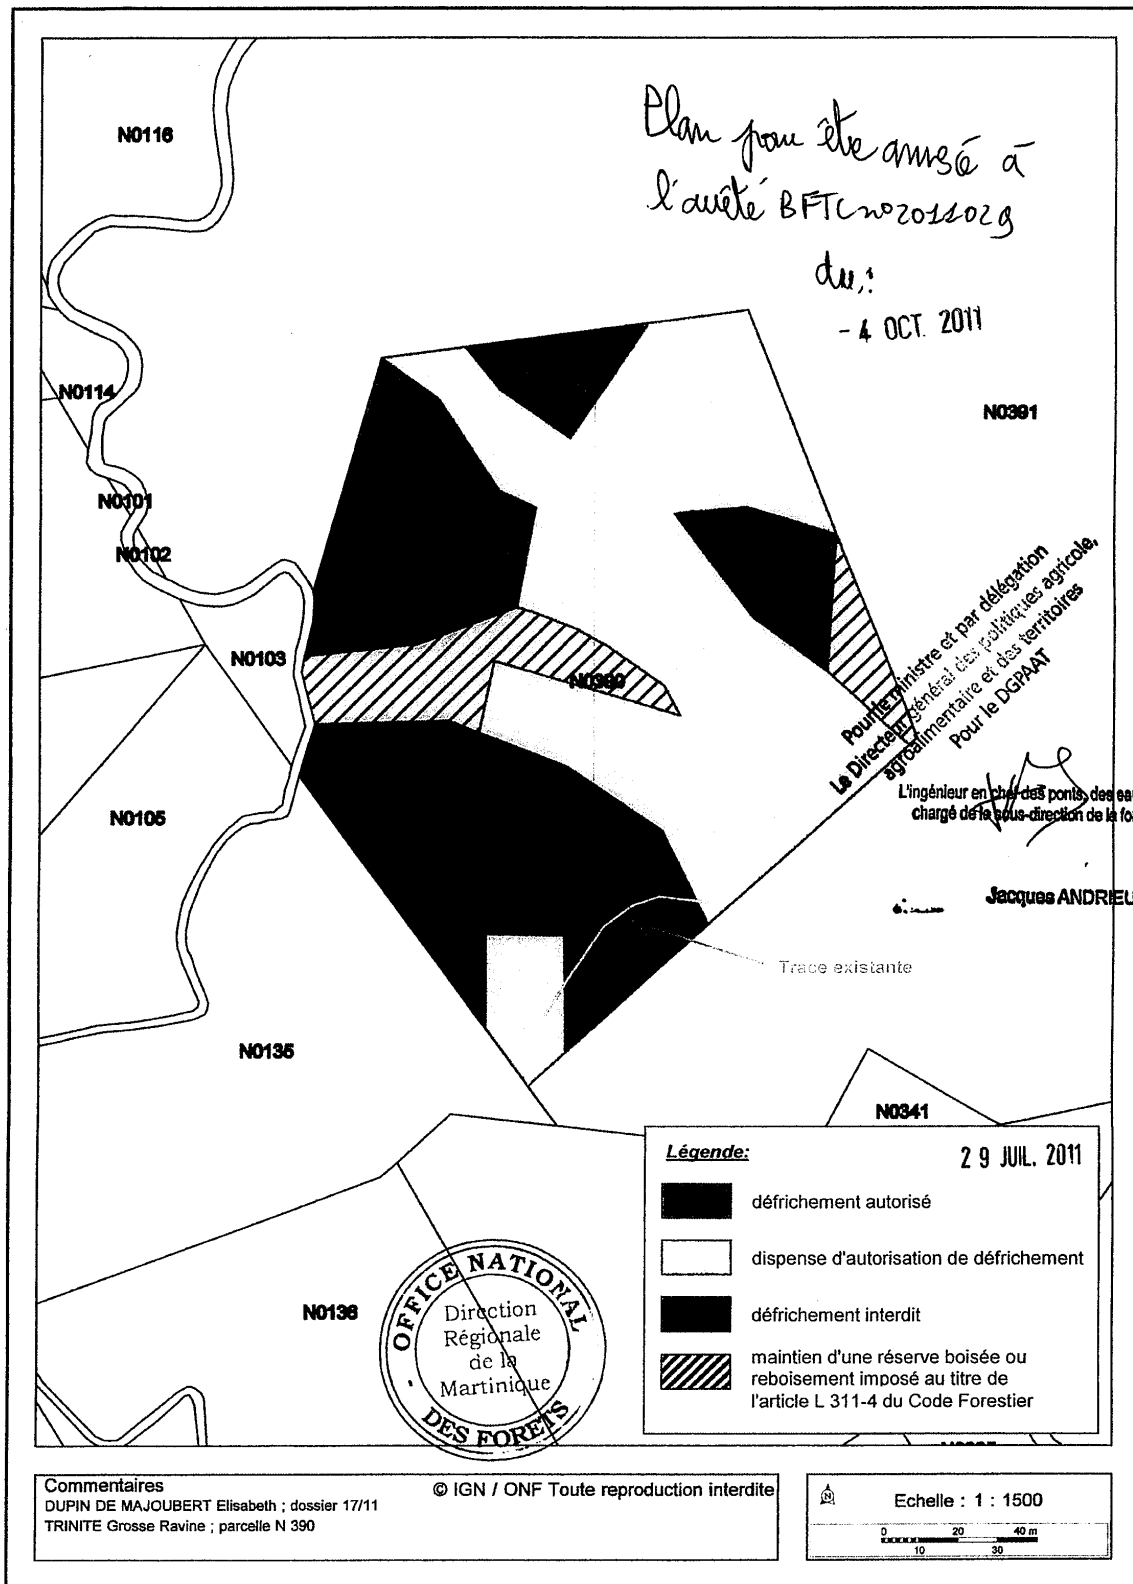 N0116
Plan pour être annexé à
l'arrêté BFTC n° 2011029
du :
- 4 OCT. 2011
N0114
N0391
N0101
N0102
N0103
N0390
Pour le ministre et par délégation
Le Directeur général des politiques agricole,
agroalimentaire et des territoires
Pour le DGPAAT
L'ingénieur en chef des ponts, des ea
chargé de la sous-direction de la fo
N0105
Jacques ANDRIEU
Trace existante
N0135
N0341
Légende:
2 9 JUIL. 2011
défrichement autorisé
dispense d'autorisation de défrichement
défrichement interdit
maintien d'une réserve boisée ou
reboisement imposé au titre de
l'article L 311-4 du Code Forestier
N0136
OFFICE NATIONAL
DES FORETS
Direction
Régionale
de la
Martinique
Commentaires
© IGN / ONF Toute reproduction interdite
DUPIN DE MAJOUBERT Elisabeth ; dossier 17/11
TRINITE Grosse Ravine ; parcelle N 390
N
Echelle : 1 : 1500
0 20 40 m
10 30